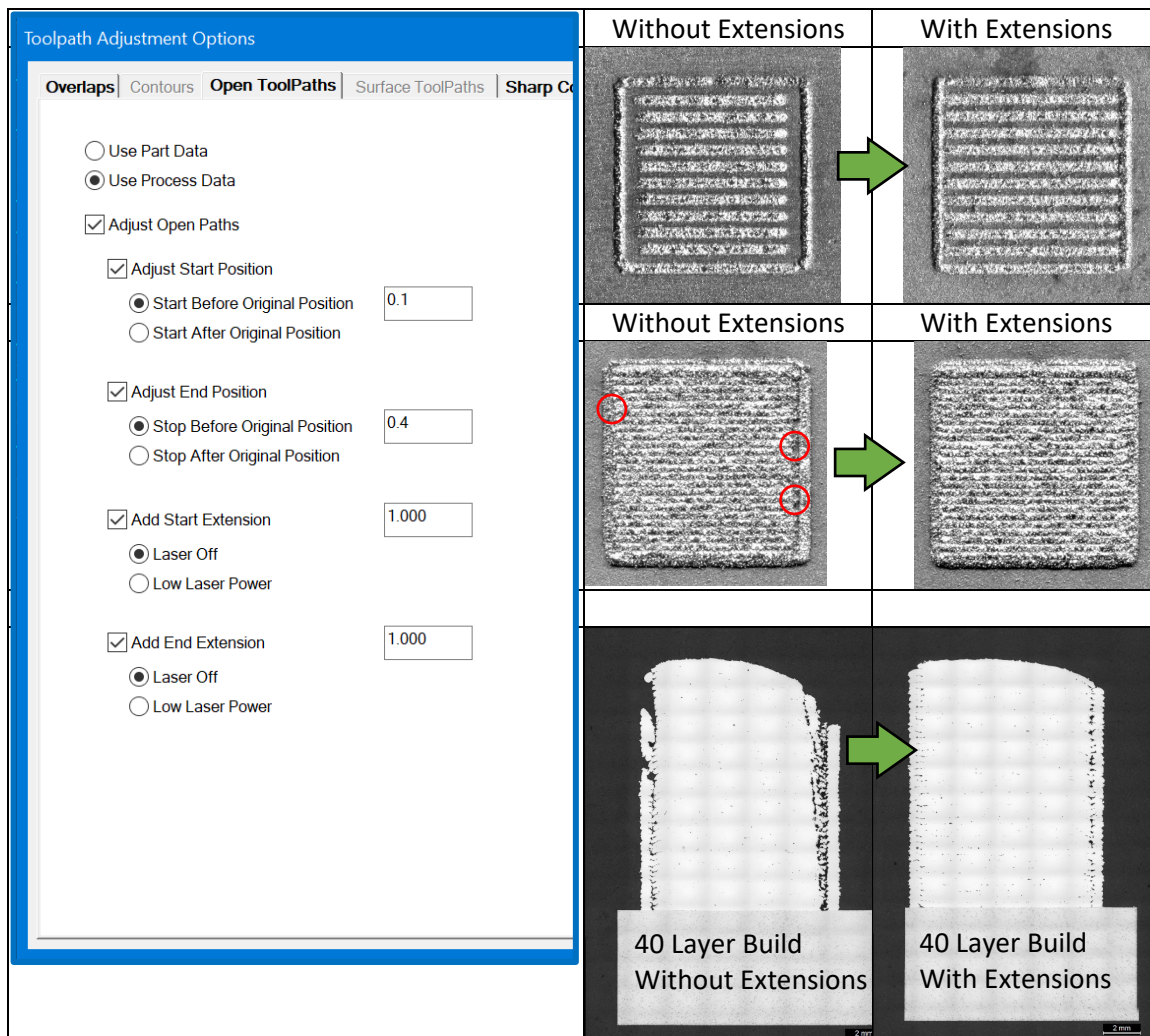 Toolpath Adjustment Options
Overlaps
Contours
Open ToolPaths
Surface ToolPaths
Sharp Co
Use Part Data
Use Process Data
Adjust Open Paths
Adjust Start Position
Start Before Original Position
0.1
Start After Original Position
Adjust End Position
Stop Before Original Position
0.4
Stop After Original Position
Add Start Extension
1.000
Laser Off
Low Laser Power
Add End Extension
1.000
Laser Off
Low Laser Power
Without Extensions
With Extensions
Without Extensions
With Extensions
40 Layer Build
Without Extensions
2 mm
40 Layer Build
With Extensions
2 mm